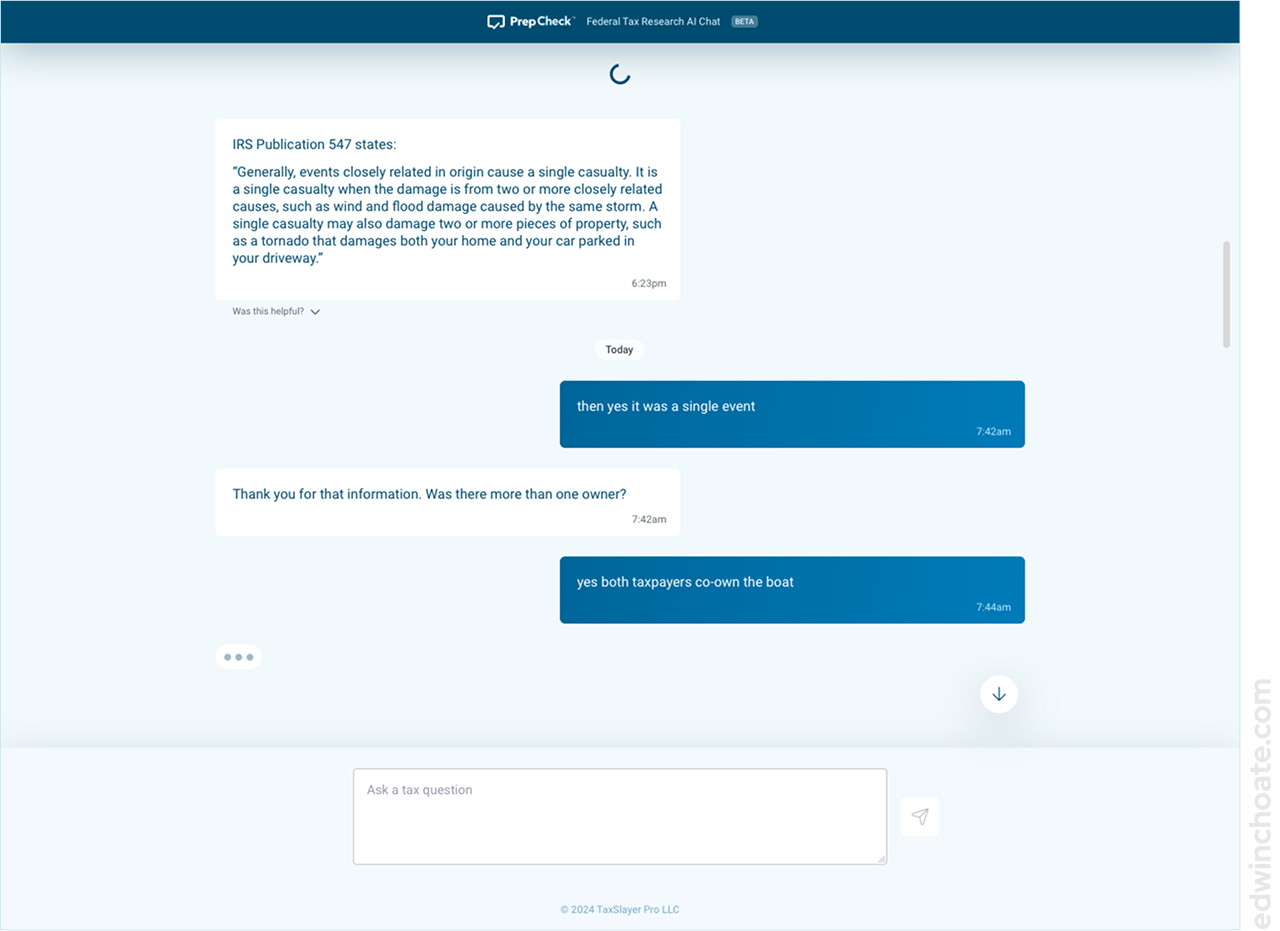 PrepCheck™ Federal Tax Research AI Chat BETA
IRS Publication 547 states:
“Generally, events closely related in origin cause a single casualty. It is
a single casualty when the damage is from two or more closely related
causes, such as wind and flood damage caused by the same storm. A
single casualty may also damage two or more pieces of property, such
as a tornado that damages both your home and your car parked in
your driveway.”
6:23pm
Was this helpful?
Today
then yes it was a single event
7:42am
Thank you for that information. Was there more than one owner?
7:42am
yes both taxpayers co-own the boat
7:44am
Ask a tax question
© 2024 TaxSlayer Pro LLC
edwinchoate.com